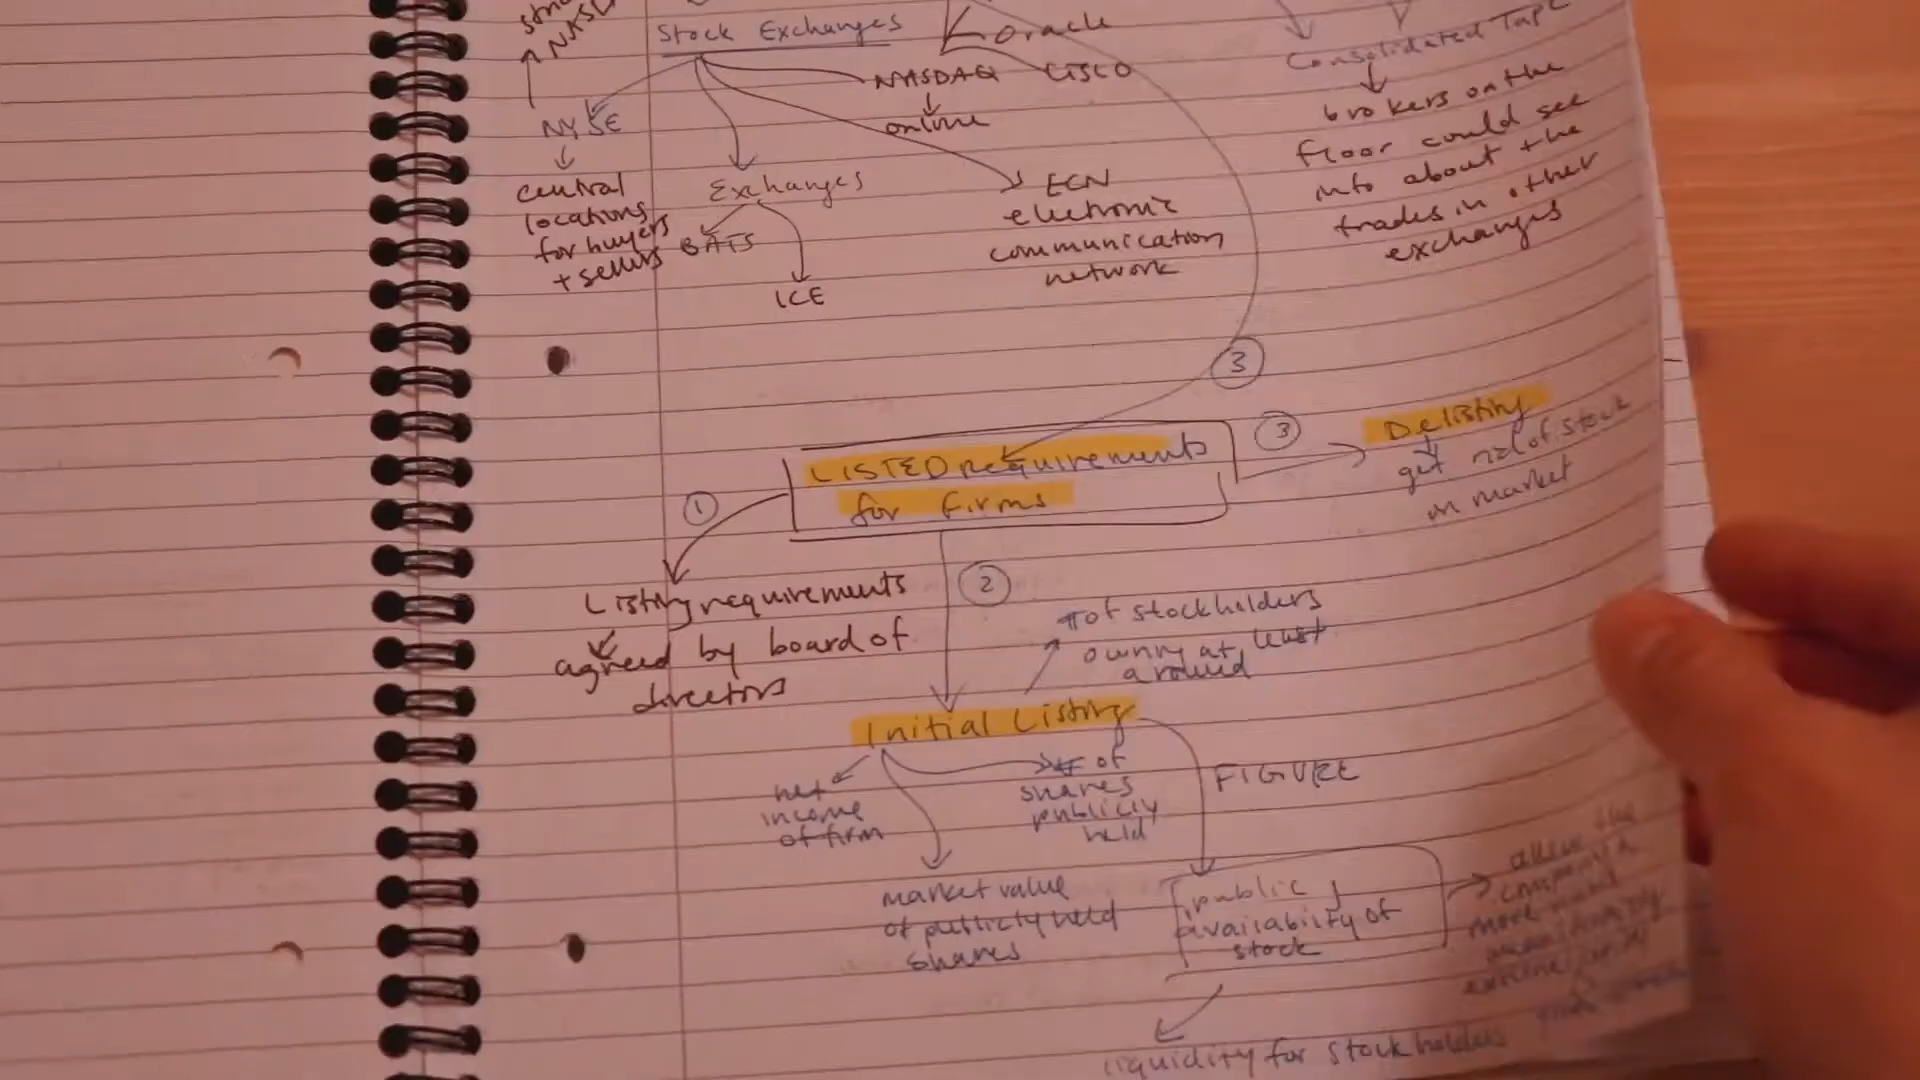 Stock Exchanges
Oracle
NASDAQ
CISCO
online
NYSE
central
locations
for buyers
+ sellers
Exchanges
BATS
ICE
ECN
electronic
communication
network
Consolidated Tape
brokers on the
floor could see
info about the
trades in other
exchanges
3
LISTED requirements
for firms
3
Delisting
get rid of stock
in market
1
Listing requirements
agreed by board of
directors
2
# of stockholders
owning at least
a round
Initial Listing
net
income
of firm
# of
shares
publicly
held
FIGURE
market value
of publicly held
shares
public
availability of
stock
allow the
more
liquidity for stockholders